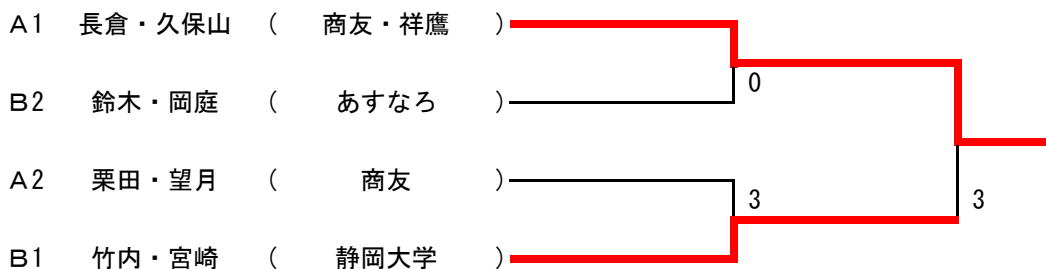 A1 長倉・久保山 ( 商友・祥鷹 )
0
B2 鈴木・岡庭 ( あすなろ )
A2 栗田・望月 ( 商友 )
3 3
B1 竹内・宮崎 ( 静岡大学 )